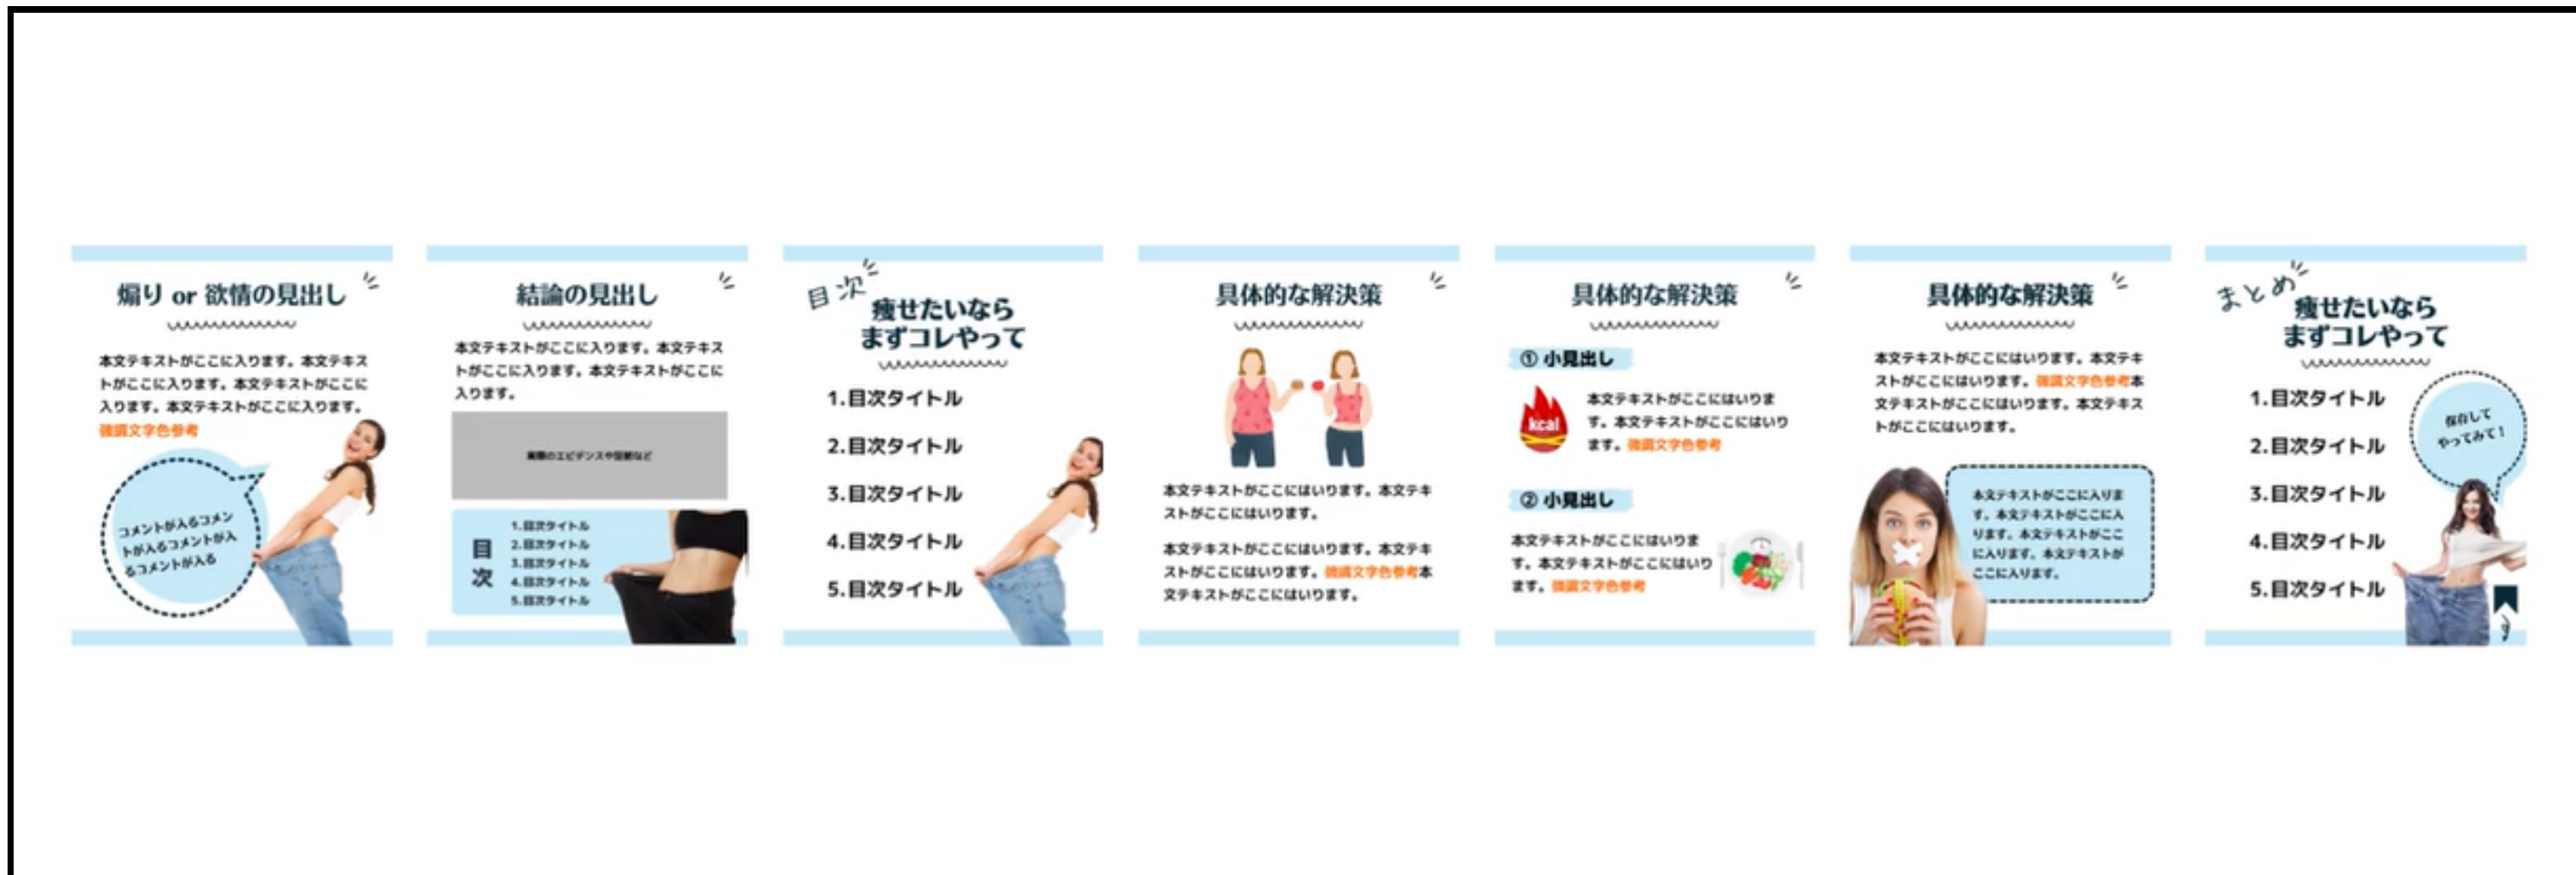 煽り or 欲情の見出し
本文テキストがここに入ります。本文テキス
トがここに入ります。本文テキストがここに
入ります。本文テキストがここに入ります。
強調文字色参考
コメントが入るコメン
トが入るコメントが入
るコメントが入る
結論の見出し
本文テキストがここに入ります。本文テキス
トがここに入ります。本文テキストがここに
入ります。
実際のエビデンスや証拠など
目次
1.目次タイトル
2.目次タイトル
3.目次タイトル
4.目次タイトル
5.目次タイトル
目次
痩せたいなら
まずコレやって
1.目次タイトル
2.目次タイトル
3.目次タイトル
4.目次タイトル
5.目次タイトル
具体的な解決策
本文テキストがここにはいります。本文テキ
ストがここにはいります。
本文テキストがここにはいります。本文テキ
ストがここにはいります。強調文字色参考本
文テキストがここにはいります。
具体的な解決策
① 小見出し
kcal
本文テキストがここにはいりま
す。本文テキストがここにはいり
ます。強調文字色参考
② 小見出し
本文テキストがここにはいりま
す。本文テキストがここにはいり
ます。強調文字色参考
具体的な解決策
本文テキストがここにはいります。本文テキ
ストがここにはいります。強調文字色参考本
文テキストがここにはいります。本文テキス
トがここにはいります。
本文テキストがここに入りま
す。本文テキストがここに入
ります。本文テキストがここ
に入ります。本文テキストが
ここに入ります。
まとめ
痩せたいなら
まずコレやって
1.目次タイトル
2.目次タイトル
3.目次タイトル
4.目次タイトル
5.目次タイトル
保存して
やってみて！